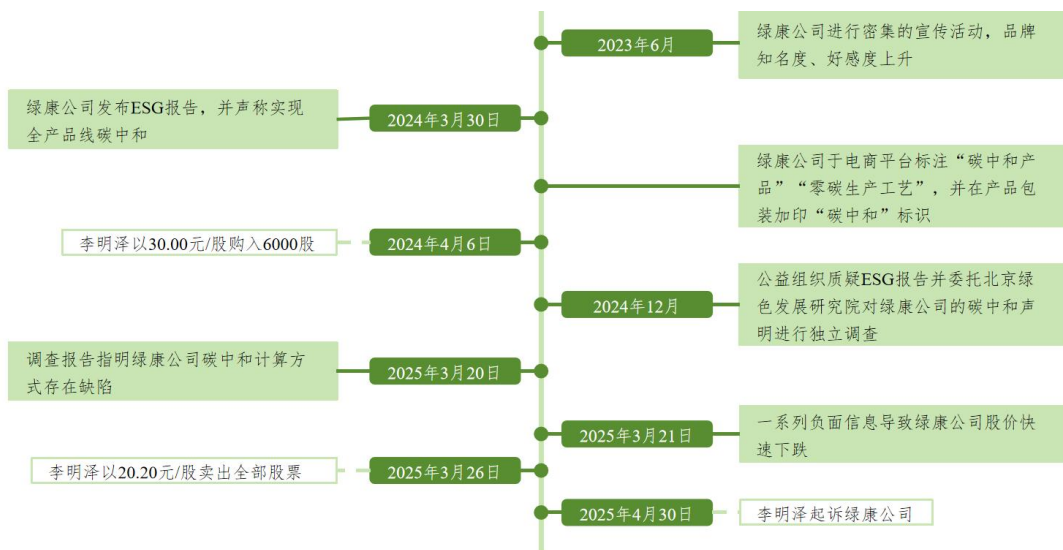 2023年6月
绿康公司进行密集的宣传活动，品牌
知名度、好感度上升
绿康公司发布ESG报告，并声称实现
全产品线碳中和
2024年3月30日
绿康公司于电商平台标注“碳中和产
品”“零碳生产工艺”，并在产品包
装加印“碳中和”标识
李明泽以30.00元/股购入6000股
2024年4月6日
2024年12月
公益组织质疑ESG报告并委托北京绿
色发展研究院对绿康公司的碳中和声
明进行独立调查
调查报告指明绿康公司碳中和计算方
式存在缺陷
2025年3月20日
2025年3月21日
一系列负面信息导致绿康公司股价快
速下跌
李明泽以20.20元/股卖出全部股票
2025年3月26日
2025年4月30日
李明泽起诉绿康公司